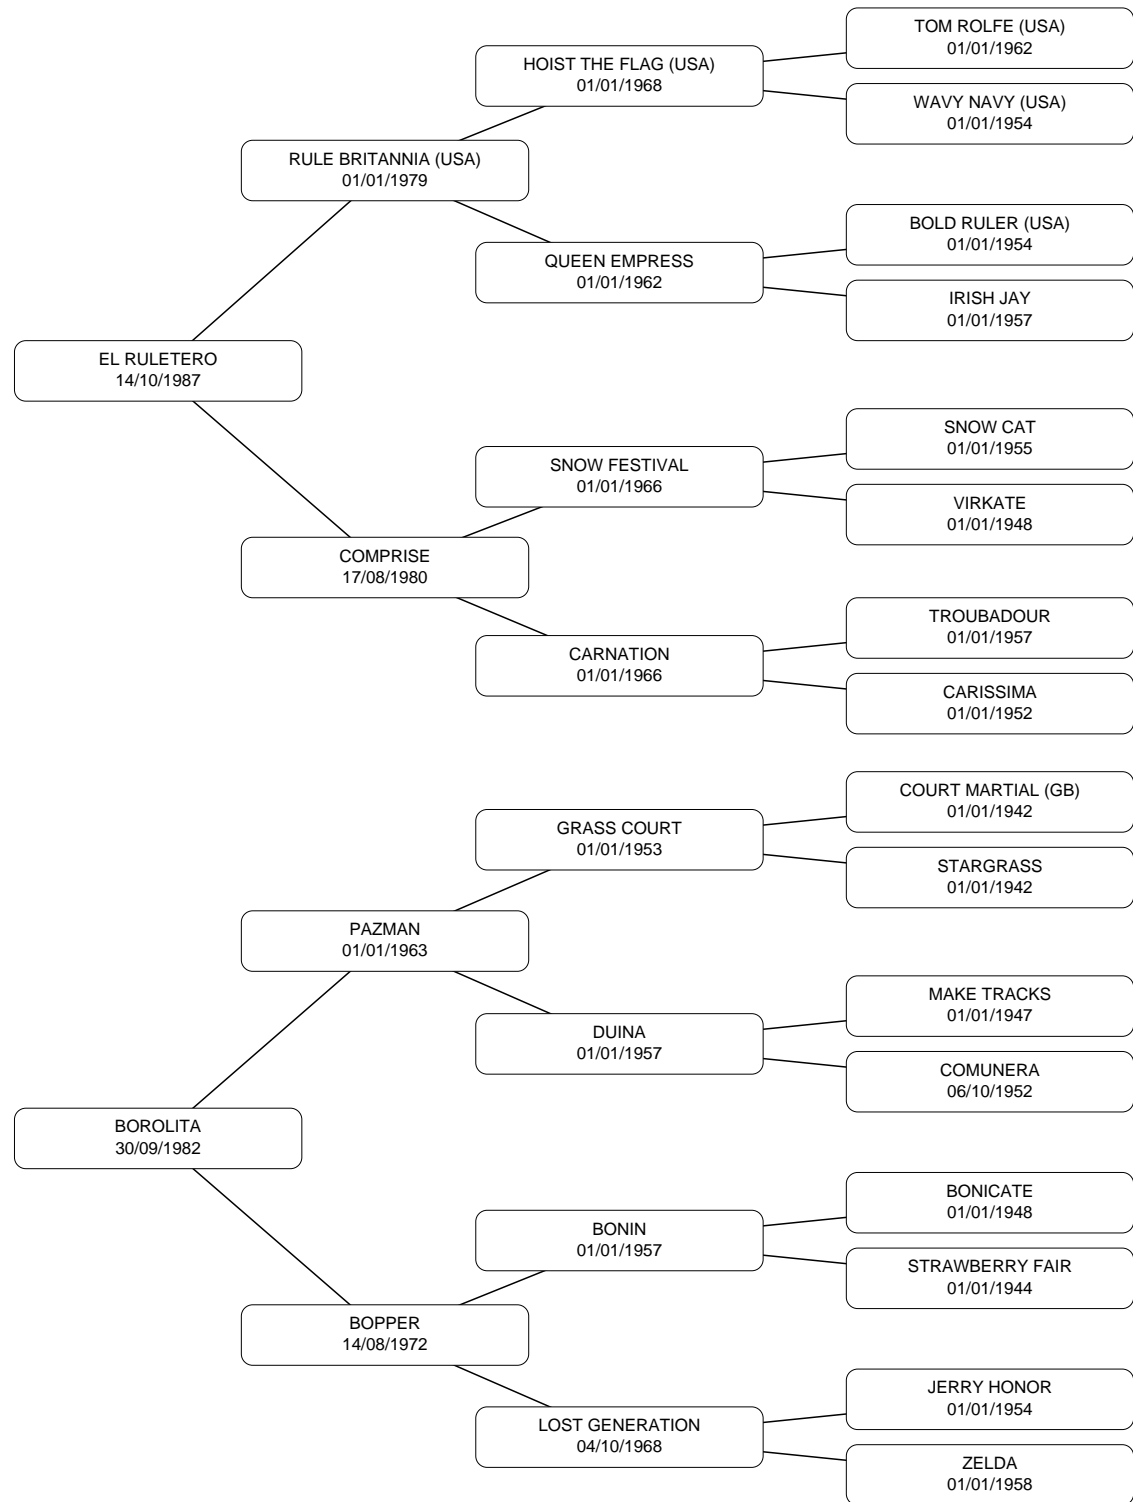 TOM ROLFE (USA)
01/01/1962
HOIST THE FLAG (USA)
01/01/1968
WAVY NAVY (USA)
01/01/1954
RULE BRITANNIA (USA)
01/01/1979
BOLD RULER (USA)
01/01/1954
QUEEN EMPRESS
01/01/1962
IRISH JAY
01/01/1957
EL RULETERO
14/10/1987
SNOW CAT
01/01/1955
SNOW FESTIVAL
01/01/1966
VIRKATE
01/01/1948
COMPRISE
17/08/1980
TROUBADOUR
01/01/1957
CARNATION
01/01/1966
CARISSIMA
01/01/1952
COURT MARTIAL (GB)
01/01/1942
GRASS COURT
01/01/1953
STARGRASS
01/01/1942
PAZMAN
01/01/1963
MAKE TRACKS
01/01/1947
DUINA
01/01/1957
COMUNERA
06/10/1952
BOROLITA
30/09/1982
BONICATE
01/01/1948
BONIN
01/01/1957
STRAWBERRY FAIR
01/01/1944
BOPPER
14/08/1972
JERRY HONOR
01/01/1954
LOST GENERATION
04/10/1968
ZELDA
01/01/1958